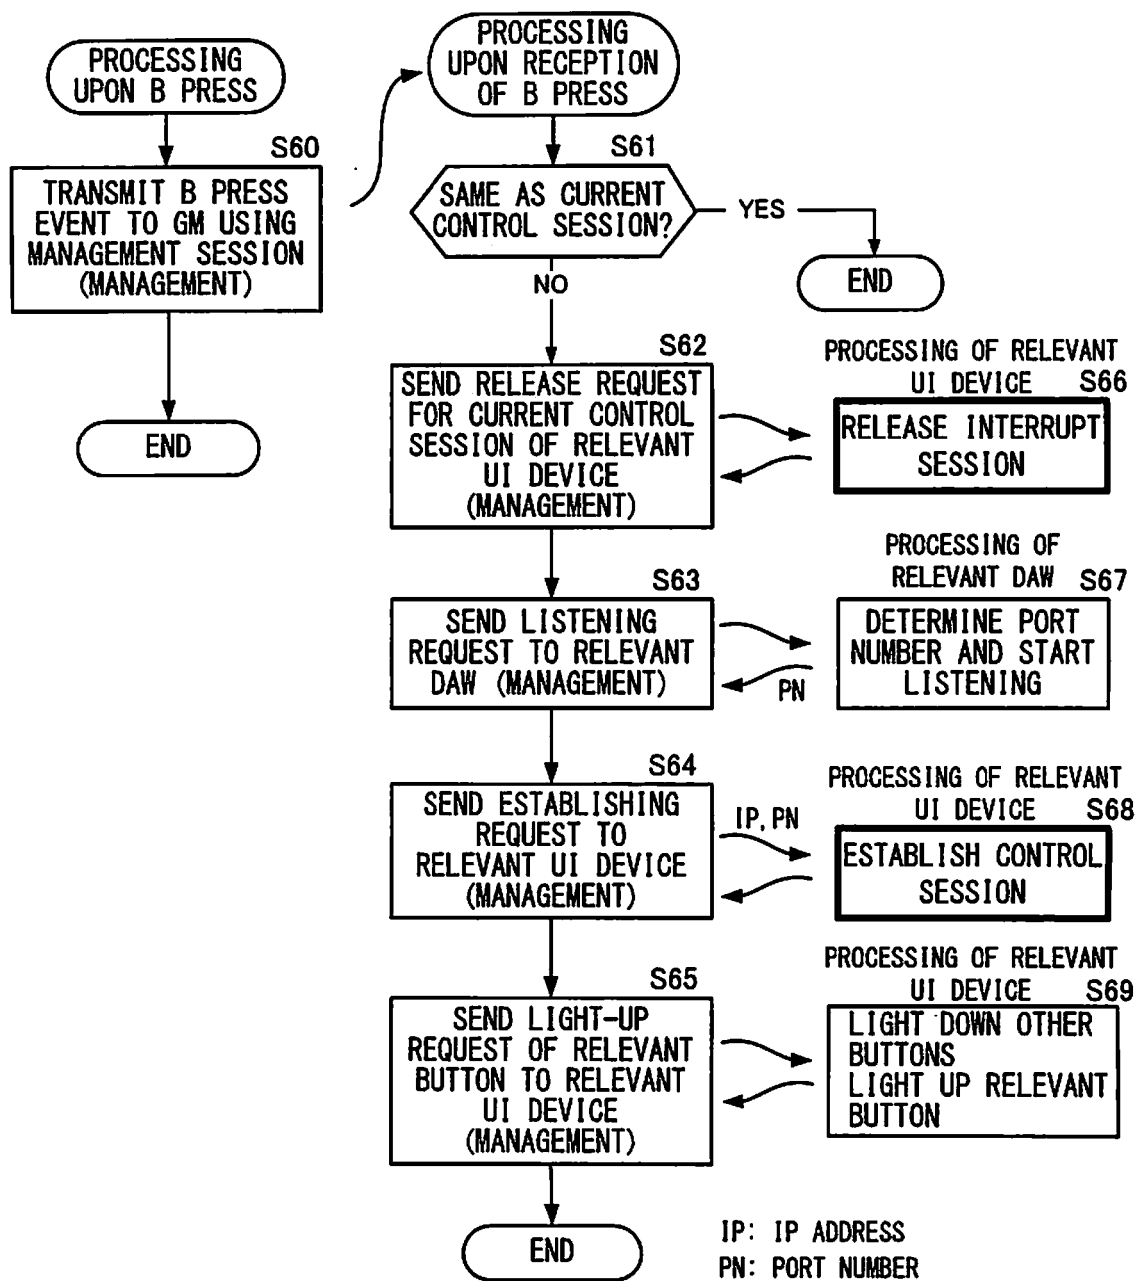 PROCESSING
UPON B PRESS
S60
TRANSMIT B PRESS
EVENT TO GM USING
MANAGEMENT SESSION
(MANAGEMENT)
END
PROCESSING
UPON RECEPTION
OF B PRESS
S61
SAME AS CURRENT
CONTROL SESSION?
YES
END
NO
S62
SEND RELEASE REQUEST
FOR CURRENT CONTROL
SESSION OF RELEVANT
UI DEVICE
(MANAGEMENT)
PROCESSING OF RELEVANT
UI DEVICE S66
RELEASE INTERRUPT
SESSION
S63
SEND LISTENING
REQUEST TO RELEVANT
DAW (MANAGEMENT)
PN
PROCESSING OF
RELEVANT DAW S67
DETERMINE PORT
NUMBER AND START
LISTENING
S64
SEND ESTABLISHING
REQUEST TO
RELEVANT UI DEVICE
(MANAGEMENT)
IP, PN
PROCESSING OF RELEVANT
UI DEVICE S68
ESTABLISH CONTROL
SESSION
S65
SEND LIGHT-UP
REQUEST OF RELEVANT
BUTTON TO RELEVANT
UI DEVICE
(MANAGEMENT)
PROCESSING OF RELEVANT
UI DEVICE S69
LIGHT DOWN OTHER
BUTTONS
LIGHT UP RELEVANT
BUTTON
END
IP: IP ADDRESS
PN: PORT NUMBER